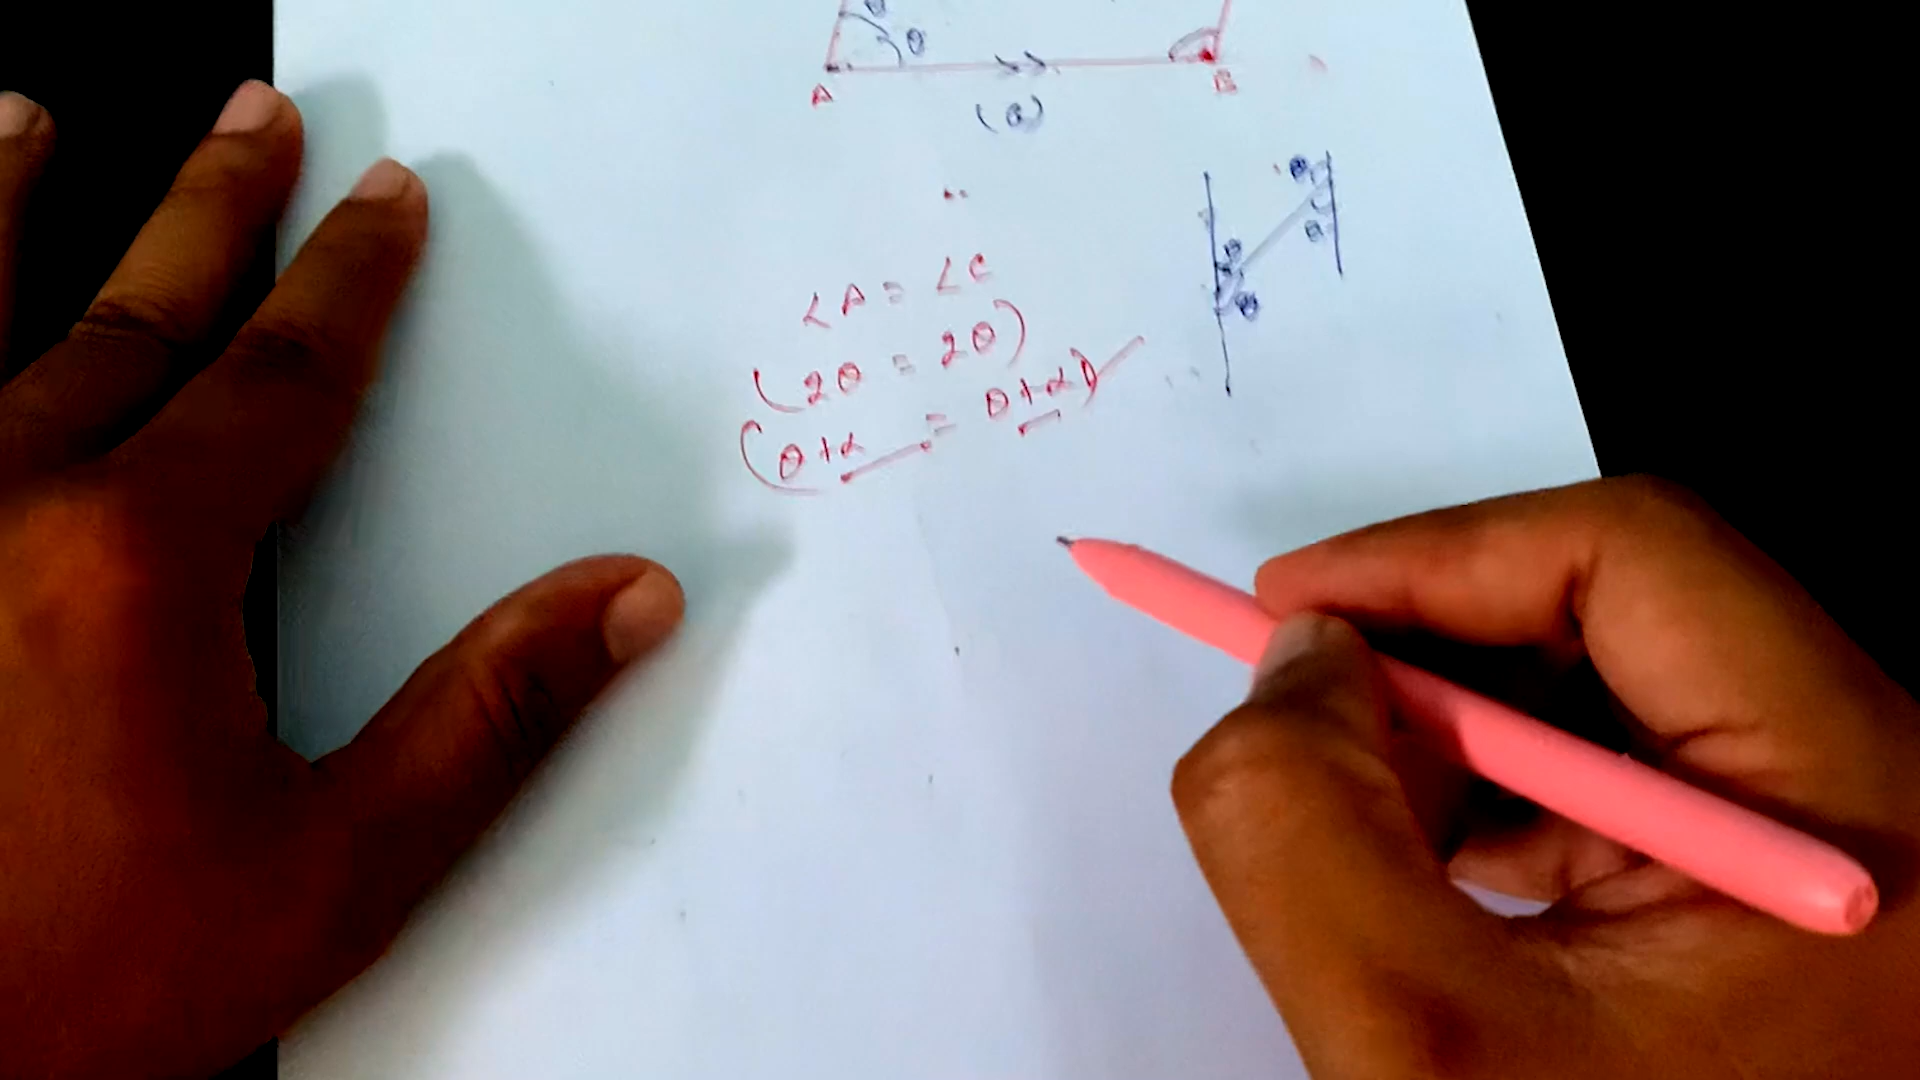 θ
θ
A
B
(a)
θ
θ
θ
θ
∠A = ∠C
(2θ = 2θ)
(θ+α = θ+α)